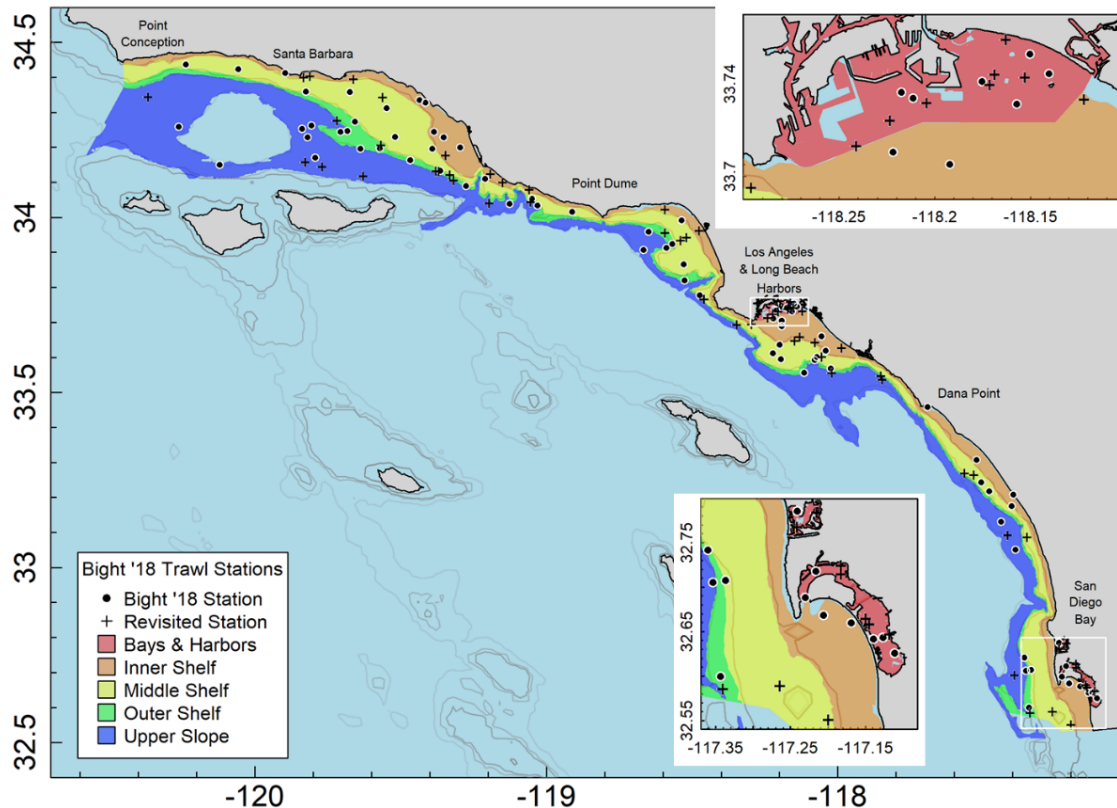 34.5
34
33.5
33
32.5
-120
-119
-118
Point
Conception
Santa Barbara
Point Dume
Los Angeles
& Long Beach
Harbors
Dana Point
San
Diego
Bay
33.74
33.7
-118.25
-118.2
-118.15
32.75
32.65
32.55
-117.35
-117.25
-117.15
Bight '18 Trawl Stations
Bight '18 Station
Revisited Station
Bays & Harbors
Inner Shelf
Middle Shelf
Outer Shelf
Upper Slope